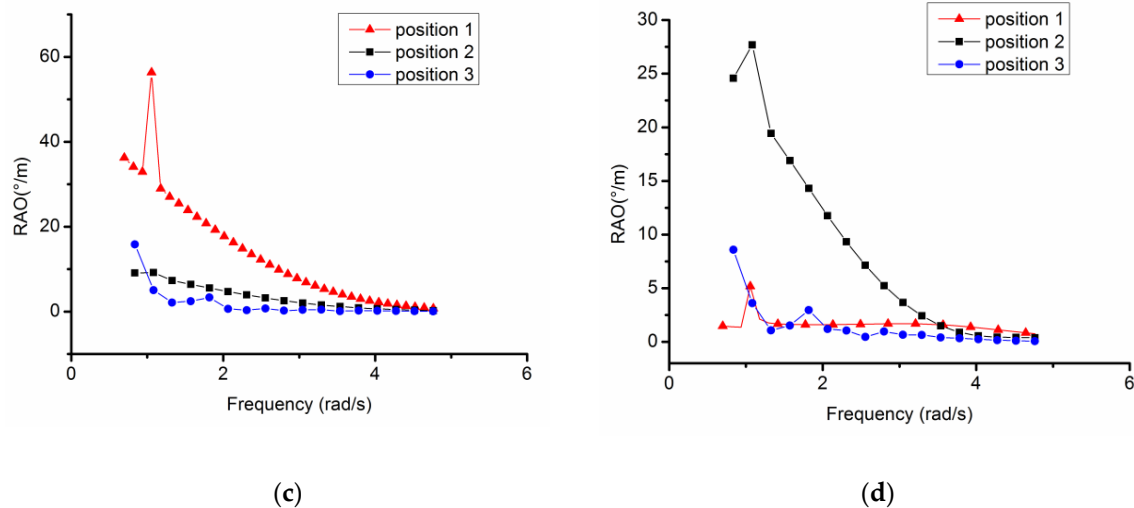 position 1
position 2
position 3
60
40
20
0
RAO(°/m)
0
2
4
6
Frequency (rad/s)
(c)
position 1
position 2
position 3
30
25
20
15
10
5
0
RAO(°/m)
0
2
4
6
Frequency (rad/s)
(d)